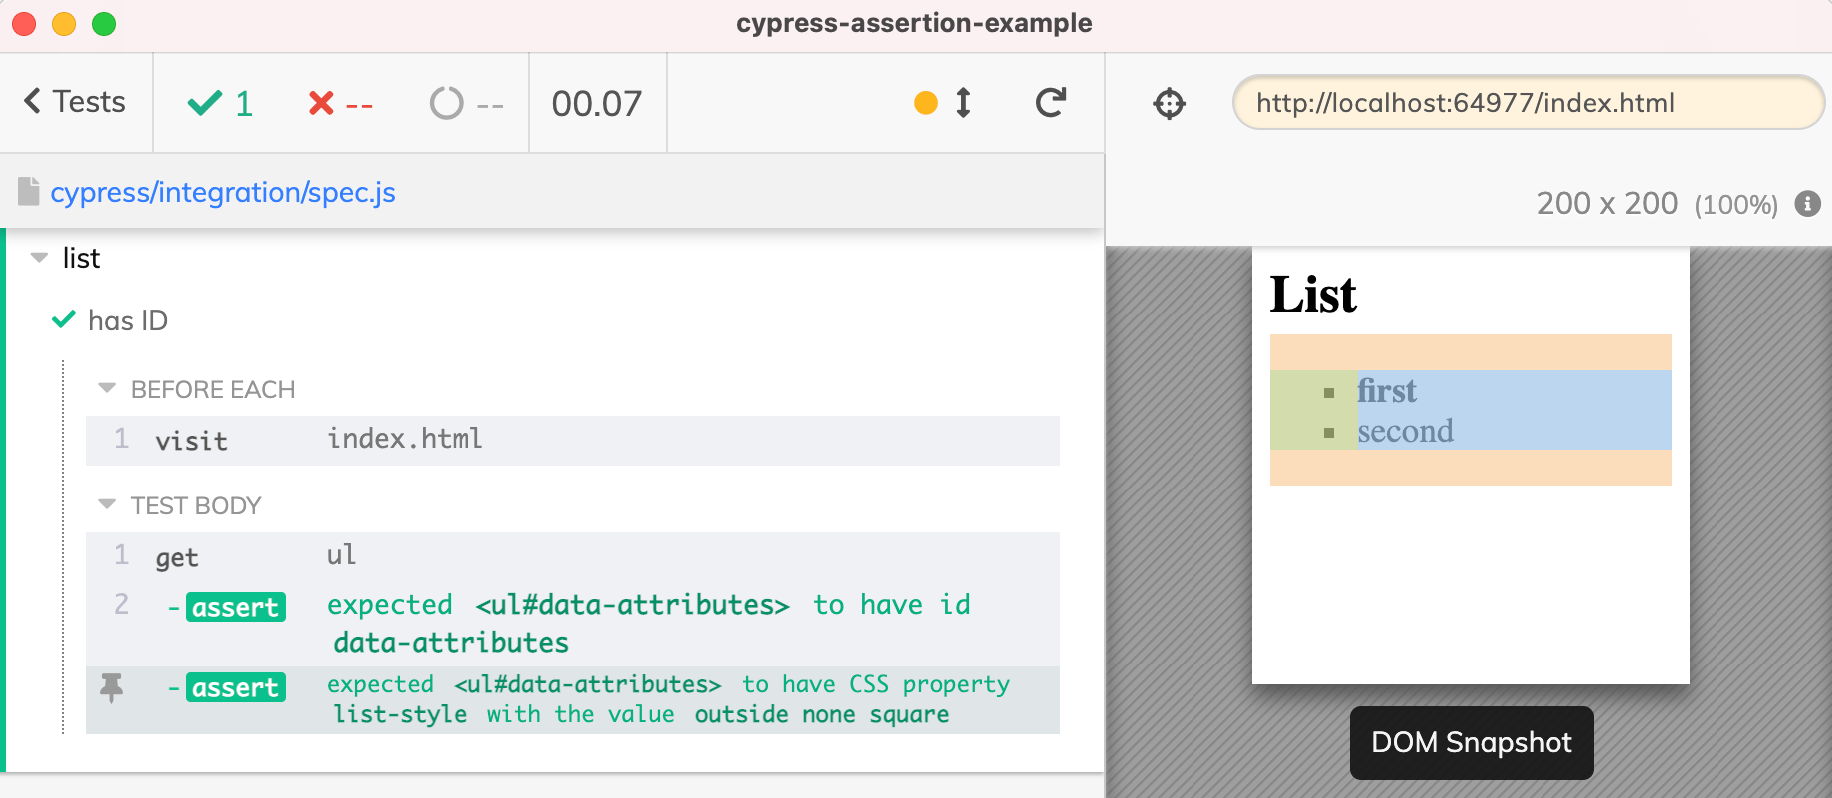 cypress-assertion-example
Tests
1
--
--
00.07
http://localhost:64977/index.html
cypress/integration/spec.js
200 x 200 (100%)
list
has ID
BEFORE EACH
1 visit index.html
TEST BODY
1 get ul
2 -assert expected <ul#data-attributes> to have id
data-attributes
-assert expected <ul#data-attributes> to have CSS property
list-style with the value outside none square
List
first
second
DOM Snapshot